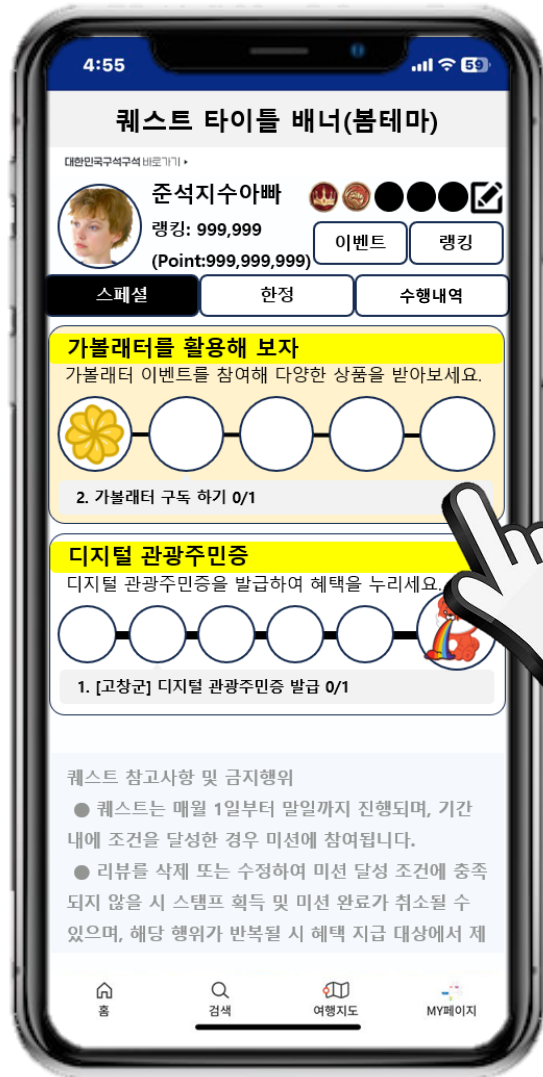 4:55
59
퀘스트 타이틀 배너(봄테마)
대한민국구석구석 바로가기
준석지수아빠
랭킹: 999,999
(Point:999,999,999)
이벤트
랭킹
스페셜
한정
수행내역
가볼래터를 활용해 보자
가볼래터 이벤트를 참여해 다양한 상품을 받아보세요.
2. 가볼래터 구독 하기 0/1
디지털 관광주민증
디지털 관광주민증을 발급하여 혜택을 누리세요.
1. [고창군] 디지털 관광주민증 발급 0/1
퀘스트 참고사항 및 금지행위
● 퀘스트는 매월 1일부터 말일까지 진행되며, 기간
내에 조건을 달성한 경우 미션에 참여됩니다.
● 리뷰를 삭제 또는 수정하여 미션 달성 조건에 충족
되지 않을 시 스탬프 획득 및 미션 완료가 취소될 수
있으며, 해당 행위가 반복될 시 혜택 지급 대상에서 제
홈
검색
여행지도
MY페이지